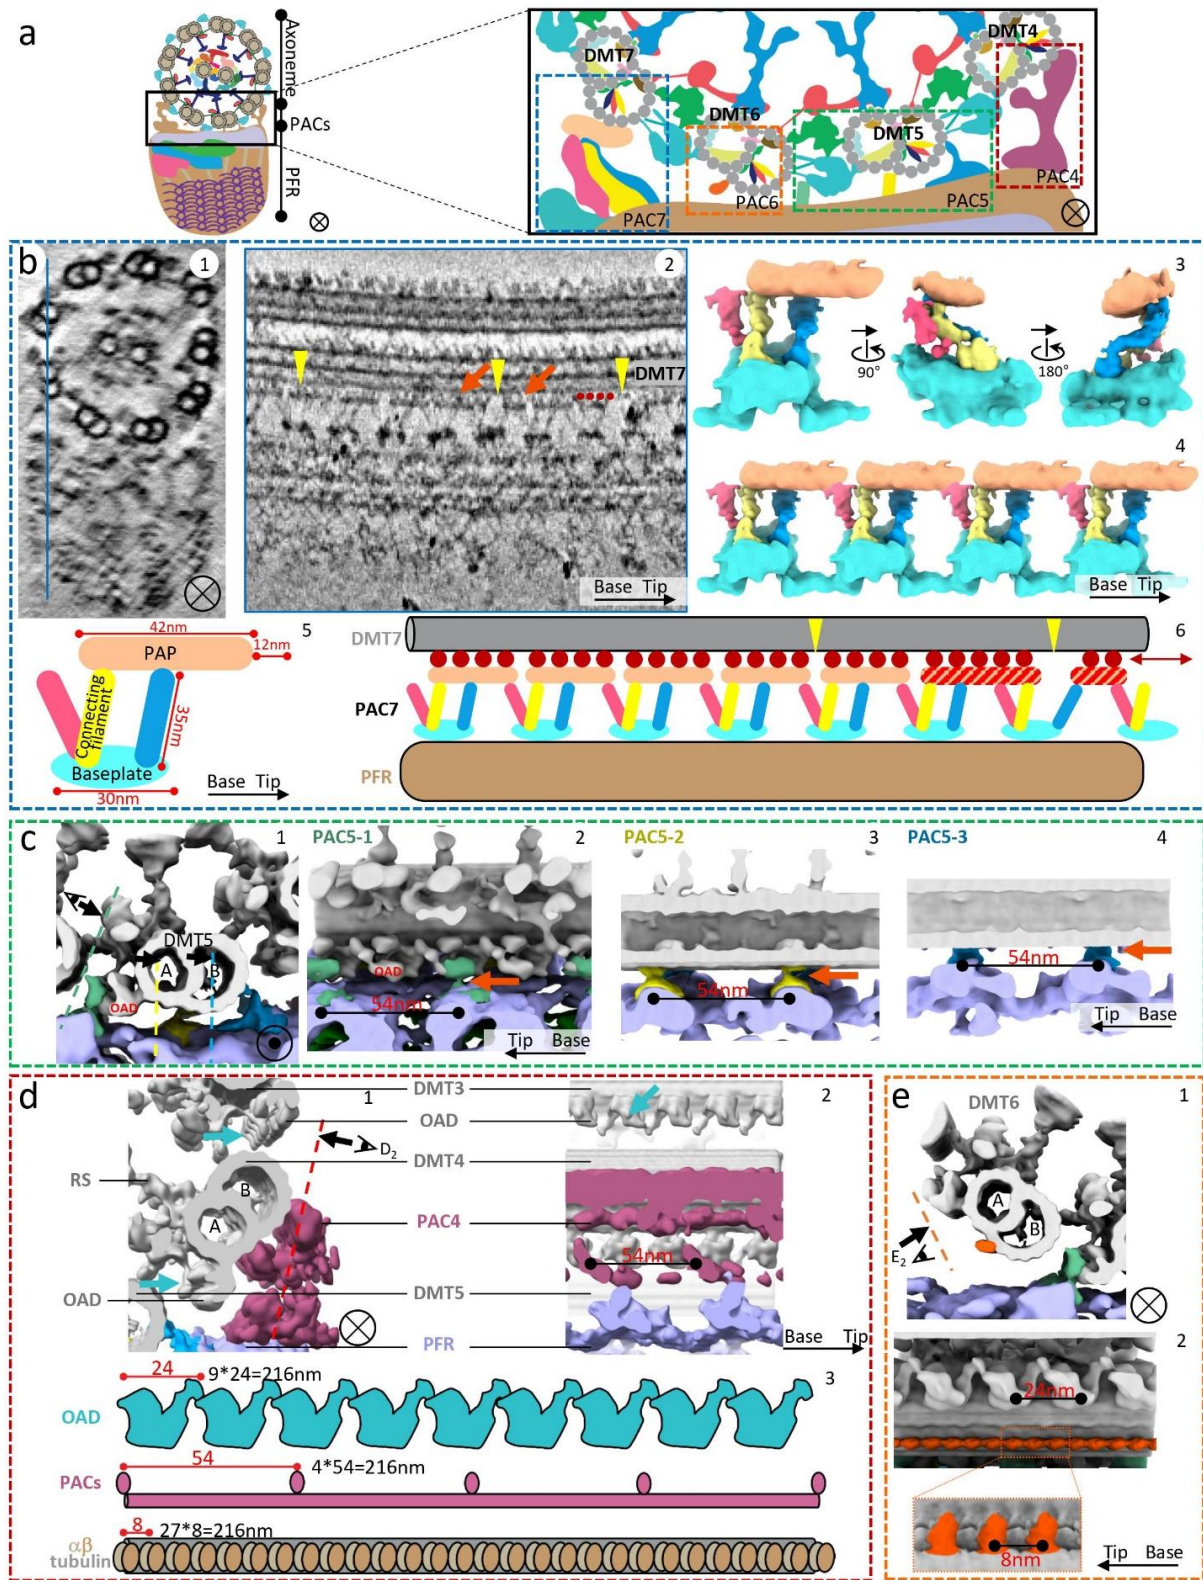 a
Axoneme
PACs
PFR
DMT7
DMT6
DMT5
DMT4
PAC7
PAC6
PAC5
PAC4
b
1
2
DMT7
Base Tip
3
90°
180°
4
Base Tip
5
42nm
12nm
PAP
Connecting filament
35nm
Baseplate
30nm
Base Tip
6
DMT7
PAC7
PFR
c
1
DMT5
A
B
OAD
PAC5-1
2
OAD
54nm
Tip Base
PAC5-2
3
54nm
PAC5-3
4
54nm
Tip Base
d
1
DMT3
OAD
D2
RS
DMT4
B
A
PAC4
OAD
DMT5
PFR
2
54nm
Base Tip
3
24
9*24=216nm
OAD
54
4*54=216nm
PACs
8
27*8=216nm
αβ
tubulin
e
1
DMT6
A
B
E2
2
24nm
8nm
Tip Base